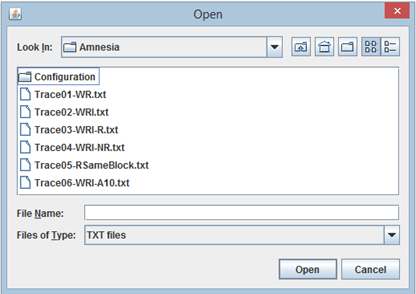 Open
Look In: Amnesia
Configuration
Trace01-WR.txt
Trace02-WRI.txt
Trace03-WRI-R.txt
Trace04-WRI-NR.txt
Trace05-RSameBlock.txt
Trace06-WRI-A10.txt
File Name:
Files of Type: TXT files
Open Cancel